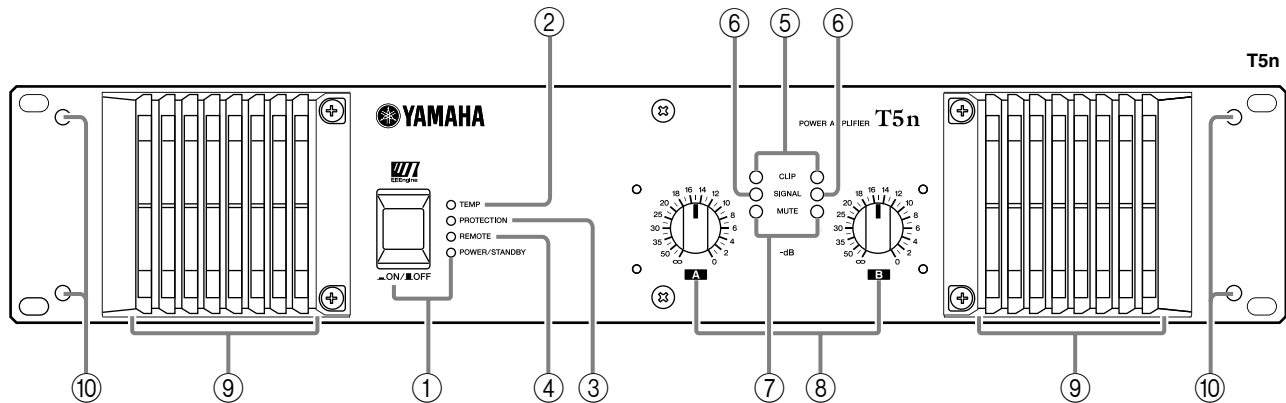 ② ⑥ ⑤ ⑥
T5n
YAMAHA
POWER AMPLIFIER T5n
EEEngine
CLIP
SIGNAL
MUTE
TEMP
PROTECTION
REMOTE
POWER/STANDBY
ON/ OFF
∞ 50 35 30 25 20 18 16 14 12 10 8 6 4 2 0
-dB
∞ 50 35 30 25 20 18 16 14 12 10 8 6 4 2 0
A
B
⑩ ⑨ ① ④ ③ ⑦ ⑧ ⑨ ⑩